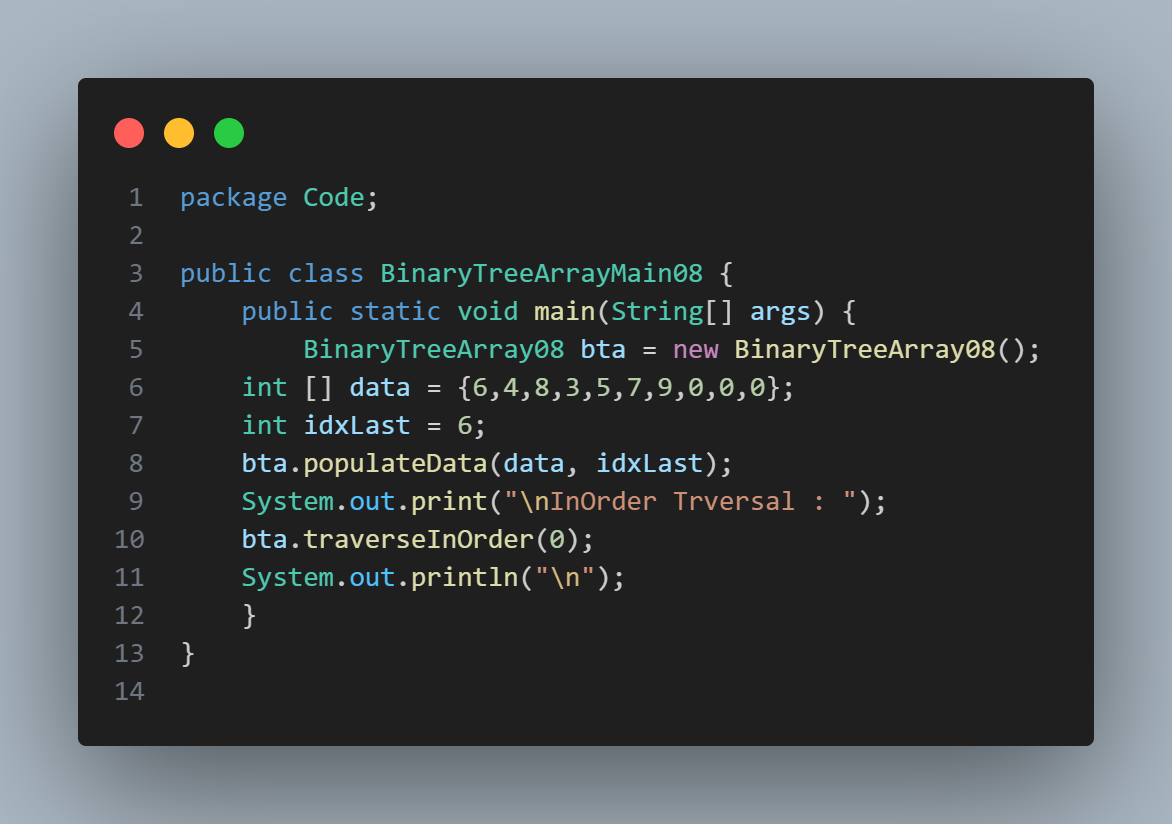 1 package Code;
2
3 public class BinaryTreeArrayMain08 {
4     public static void main(String[] args) {
5         BinaryTreeArray08 bta = new BinaryTreeArray08();
6     int [] data = {6,4,8,3,5,7,9,0,0,0};
7     int idxLast = 6;
8     bta.populateData(data, idxLast);
9     System.out.print("\nInOrder Trversal : ");
10     bta.traverseInOrder(0);
11     System.out.println("\n");
12     }
13 }
14